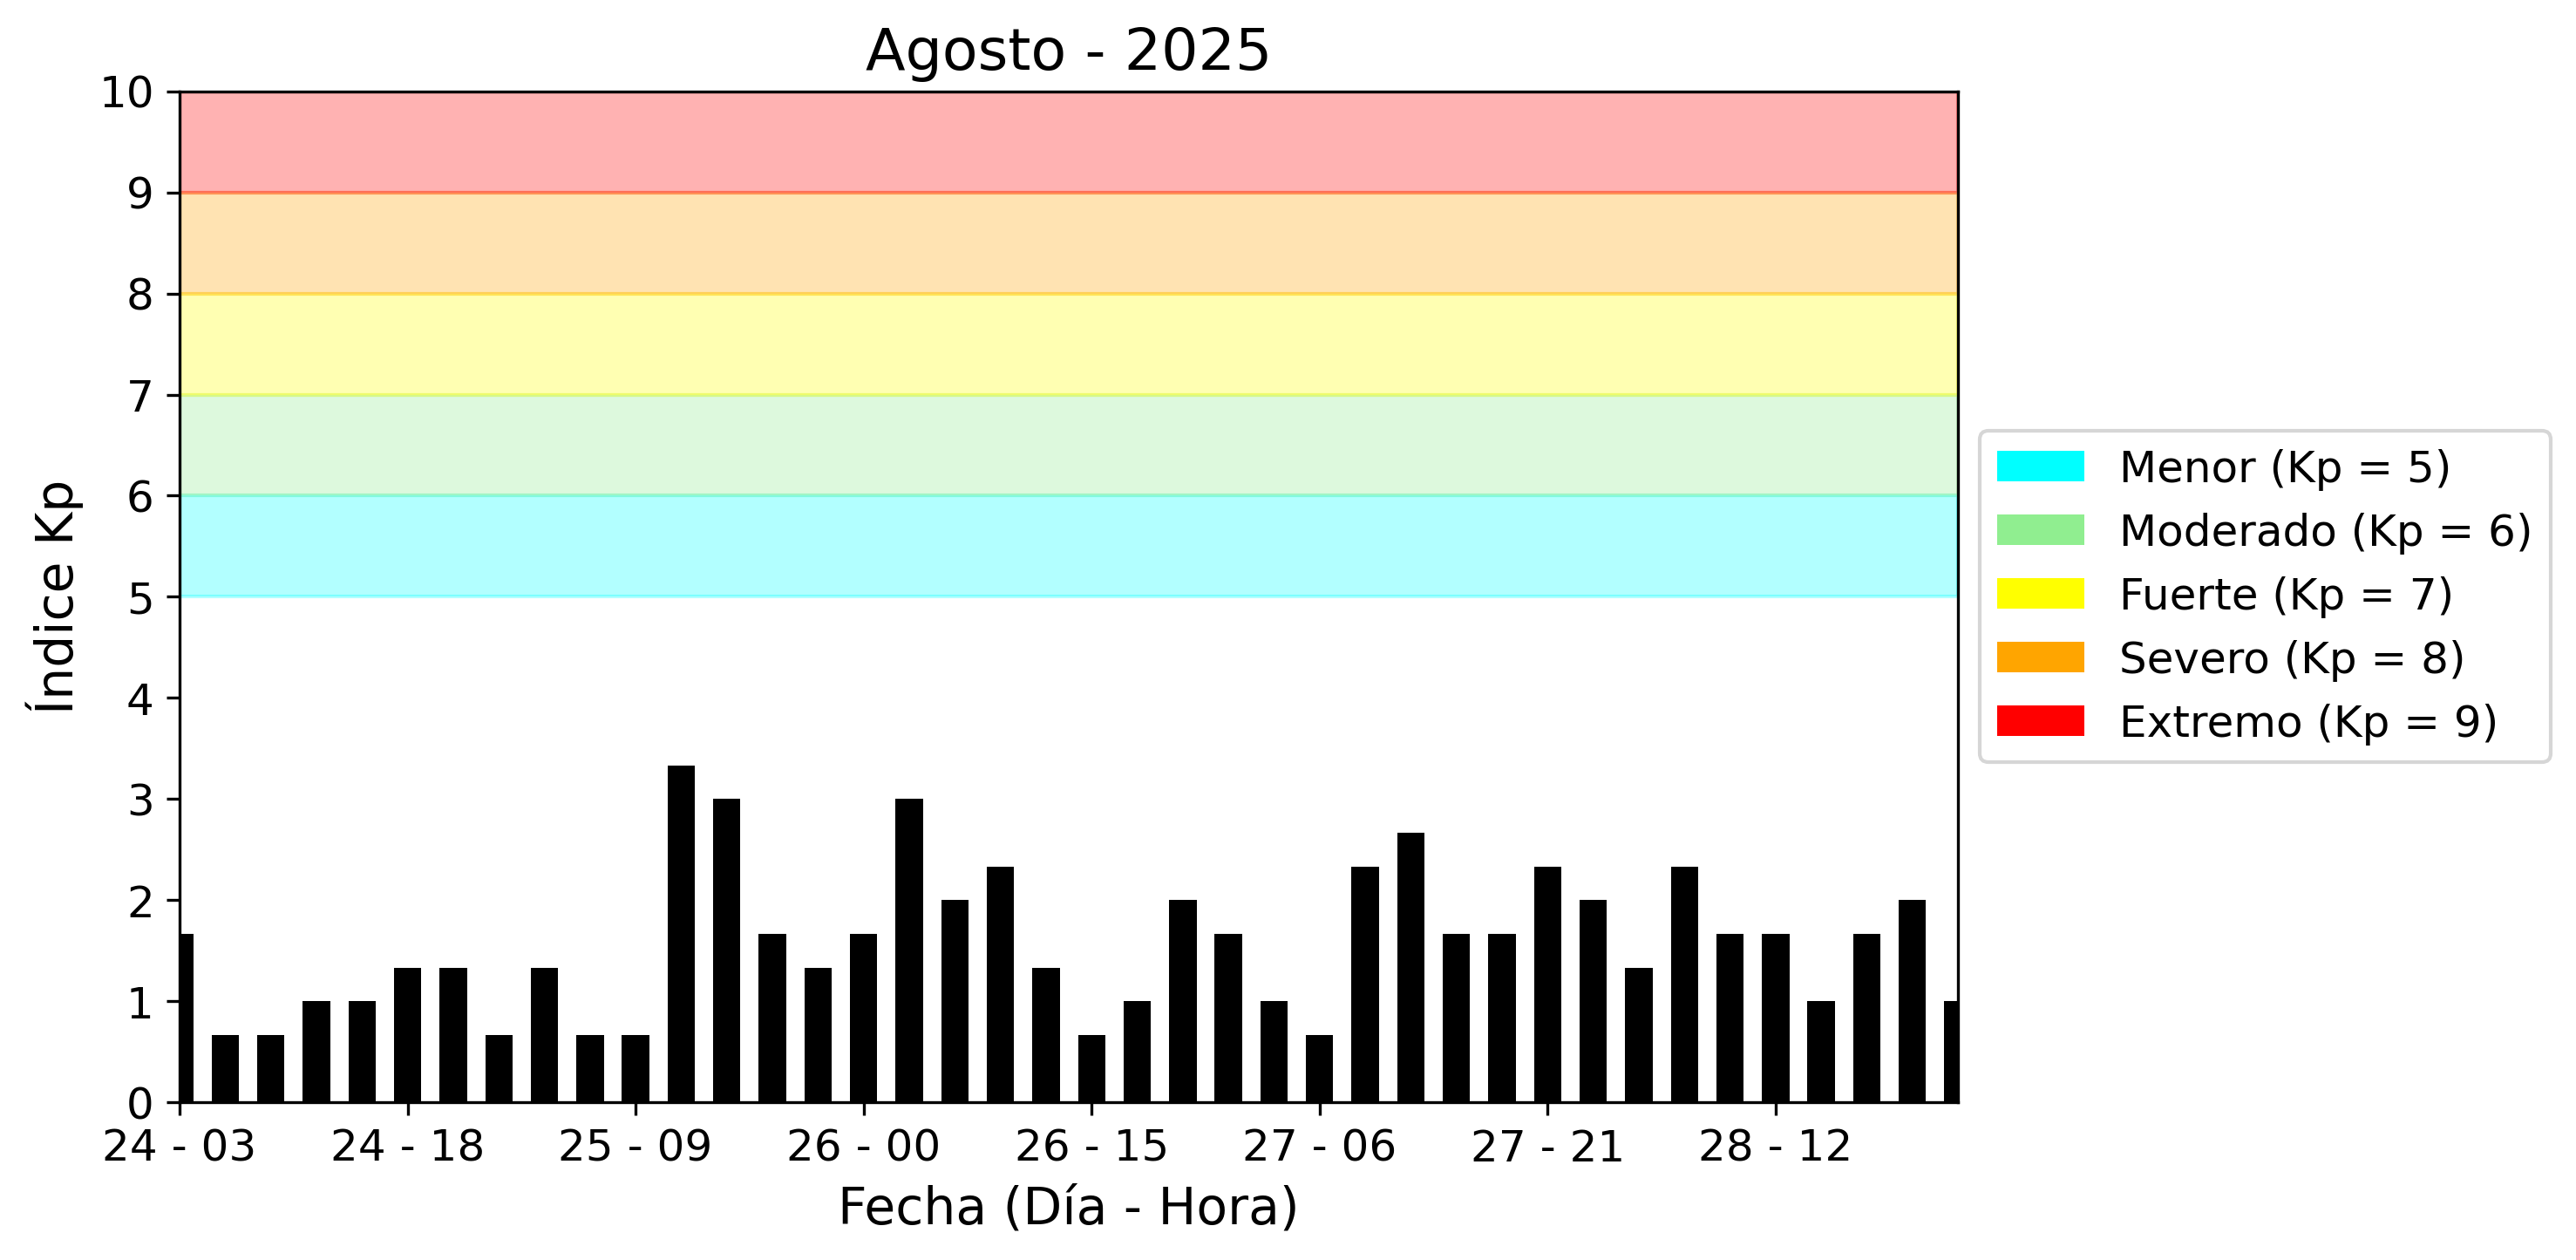 Agosto - 2025
10
9
8
7
6
5
4
3
2
1
0
Índice Kp
24 - 03
24 - 18
25 - 09
26 - 00
26 - 15
27 - 06
27 - 21
28 - 12
Fecha (Día - Hora)
Menor (Kp = 5)
Moderado (Kp = 6)
Fuerte (Kp = 7)
Severo (Kp = 8)
Extremo (Kp = 9)